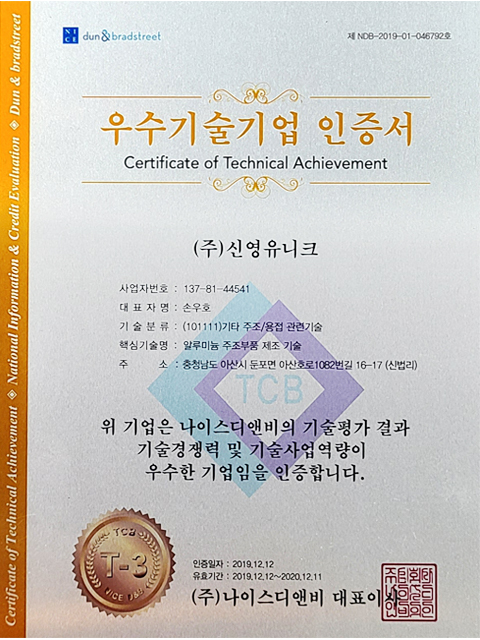 NICE dun & bradstreet
제 NDB-2019-01-046792호
우수기술기업 인증서
Certificate of Technical Achievement
(주)신영유니크
사업자번호 : 137-81-44541
대 표 자 명 : 손우호
기 술 분 류 : (101111)기타 주조/용접 관련기술
핵심기술명 : 알루미늄 주조부품 제조 기술
주 소 : 충청남도 아산시 둔포면 아산호로1082번길 16-17 (신법리)
TCB
위 기업은 나이스디앤비의 기술평가 결과
기술경쟁력 및 기술사업역량이
우수한 기업임을 인증합니다.
TCB
T-3
NICE D&B
인증일자 : 2019.12.12
유효기간 : 2019.12.12~2020.12.11
(주)나이스디앤비 대표이사
Certificate of Technical Achievement ◈ National Information & Credit Evaluation ◈ Dun & bradstreet